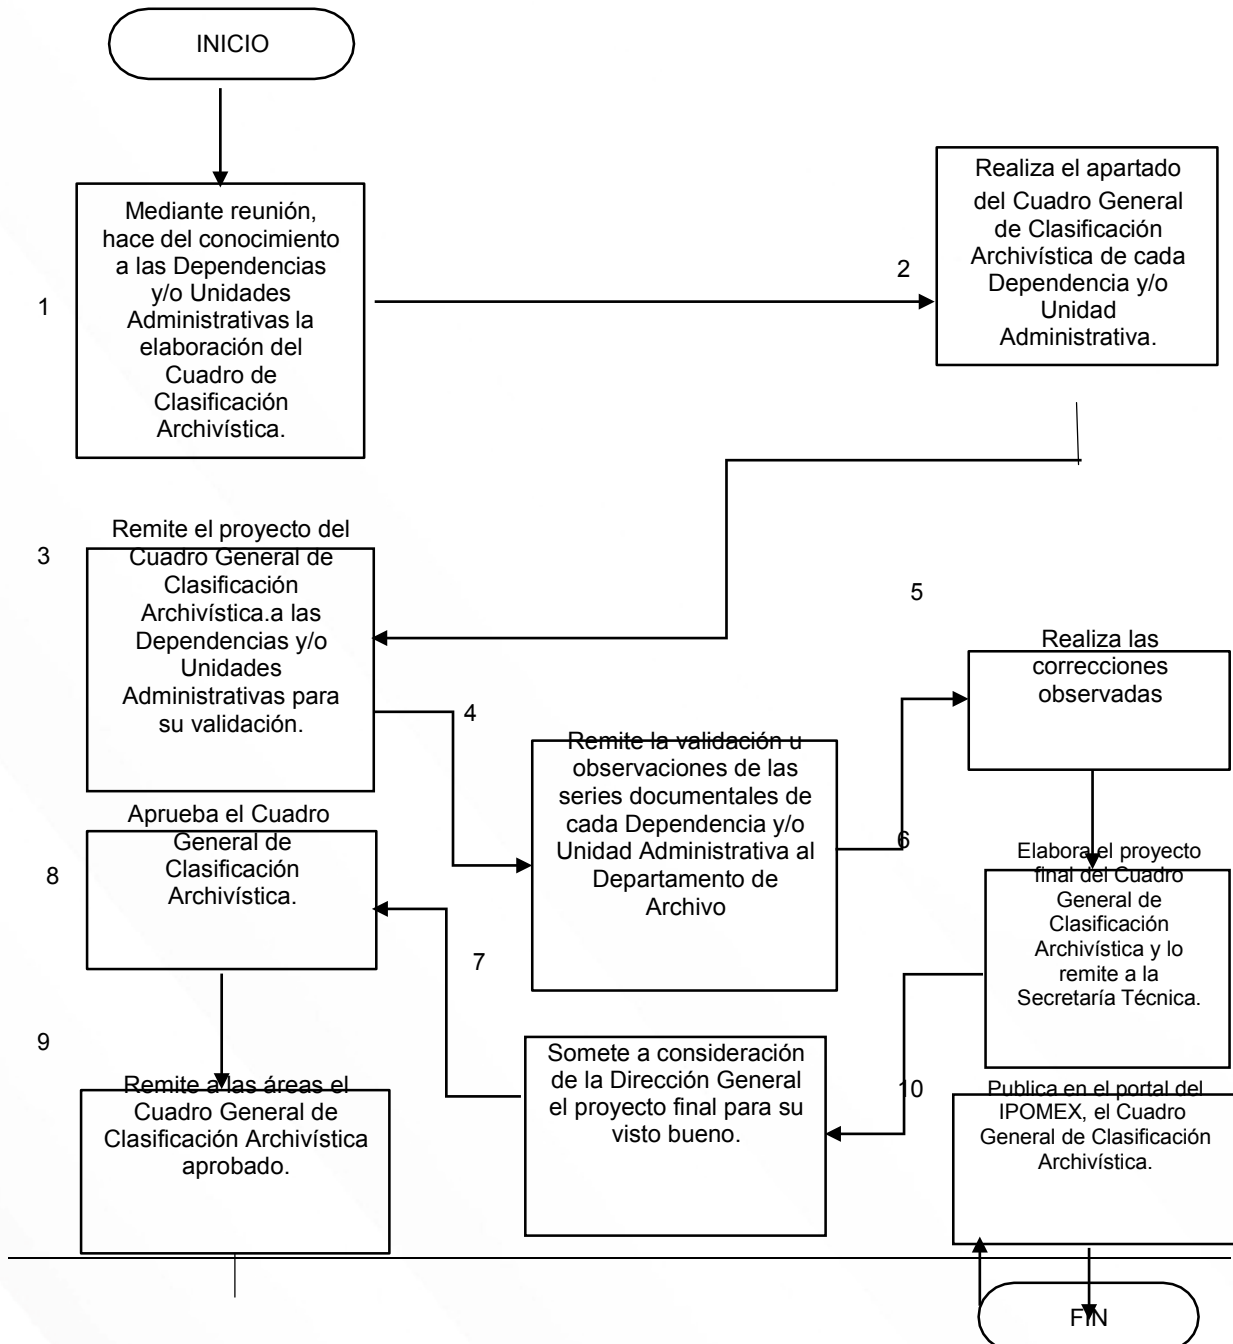 INICIO
1
Mediante reunión,
hace del conocimiento
a las Dependencias
y/o Unidades
Administrativas la
elaboración del
Cuadro de
Clasificación
Archivística.
2
Realiza el apartado
del Cuadro General
de Clasificación
Archivística de cada
Dependencia y/o
Unidad
Administrativa.
3
Remite el proyecto del
Cuadro General de
Clasificación
Archivística.a las
Dependencias y/o
Unidades
Administrativas para
su validación.
4
Remite la validación u
observaciones de las
series documentales de
cada Dependencia y/o
Unidad Administrativa al
Departamento de
Archivo
5
Realiza las
correcciones
observadas
6
Elabora el proyecto
final del Cuadro
General de
Clasificación
Archivística y lo
remite a la
Secretaría Técnica.
7
Somete a consideración
de la Dirección General
el proyecto final para su
visto bueno.
8
Aprueba el Cuadro
General de
Clasificación
Archivística.
9
Remite a las áreas el
Cuadro General de
Clasificación Archivística
aprobado.
10
Publica en el portal del
IPOMEX, el Cuadro
General de Clasificación
Archivística.
FIN